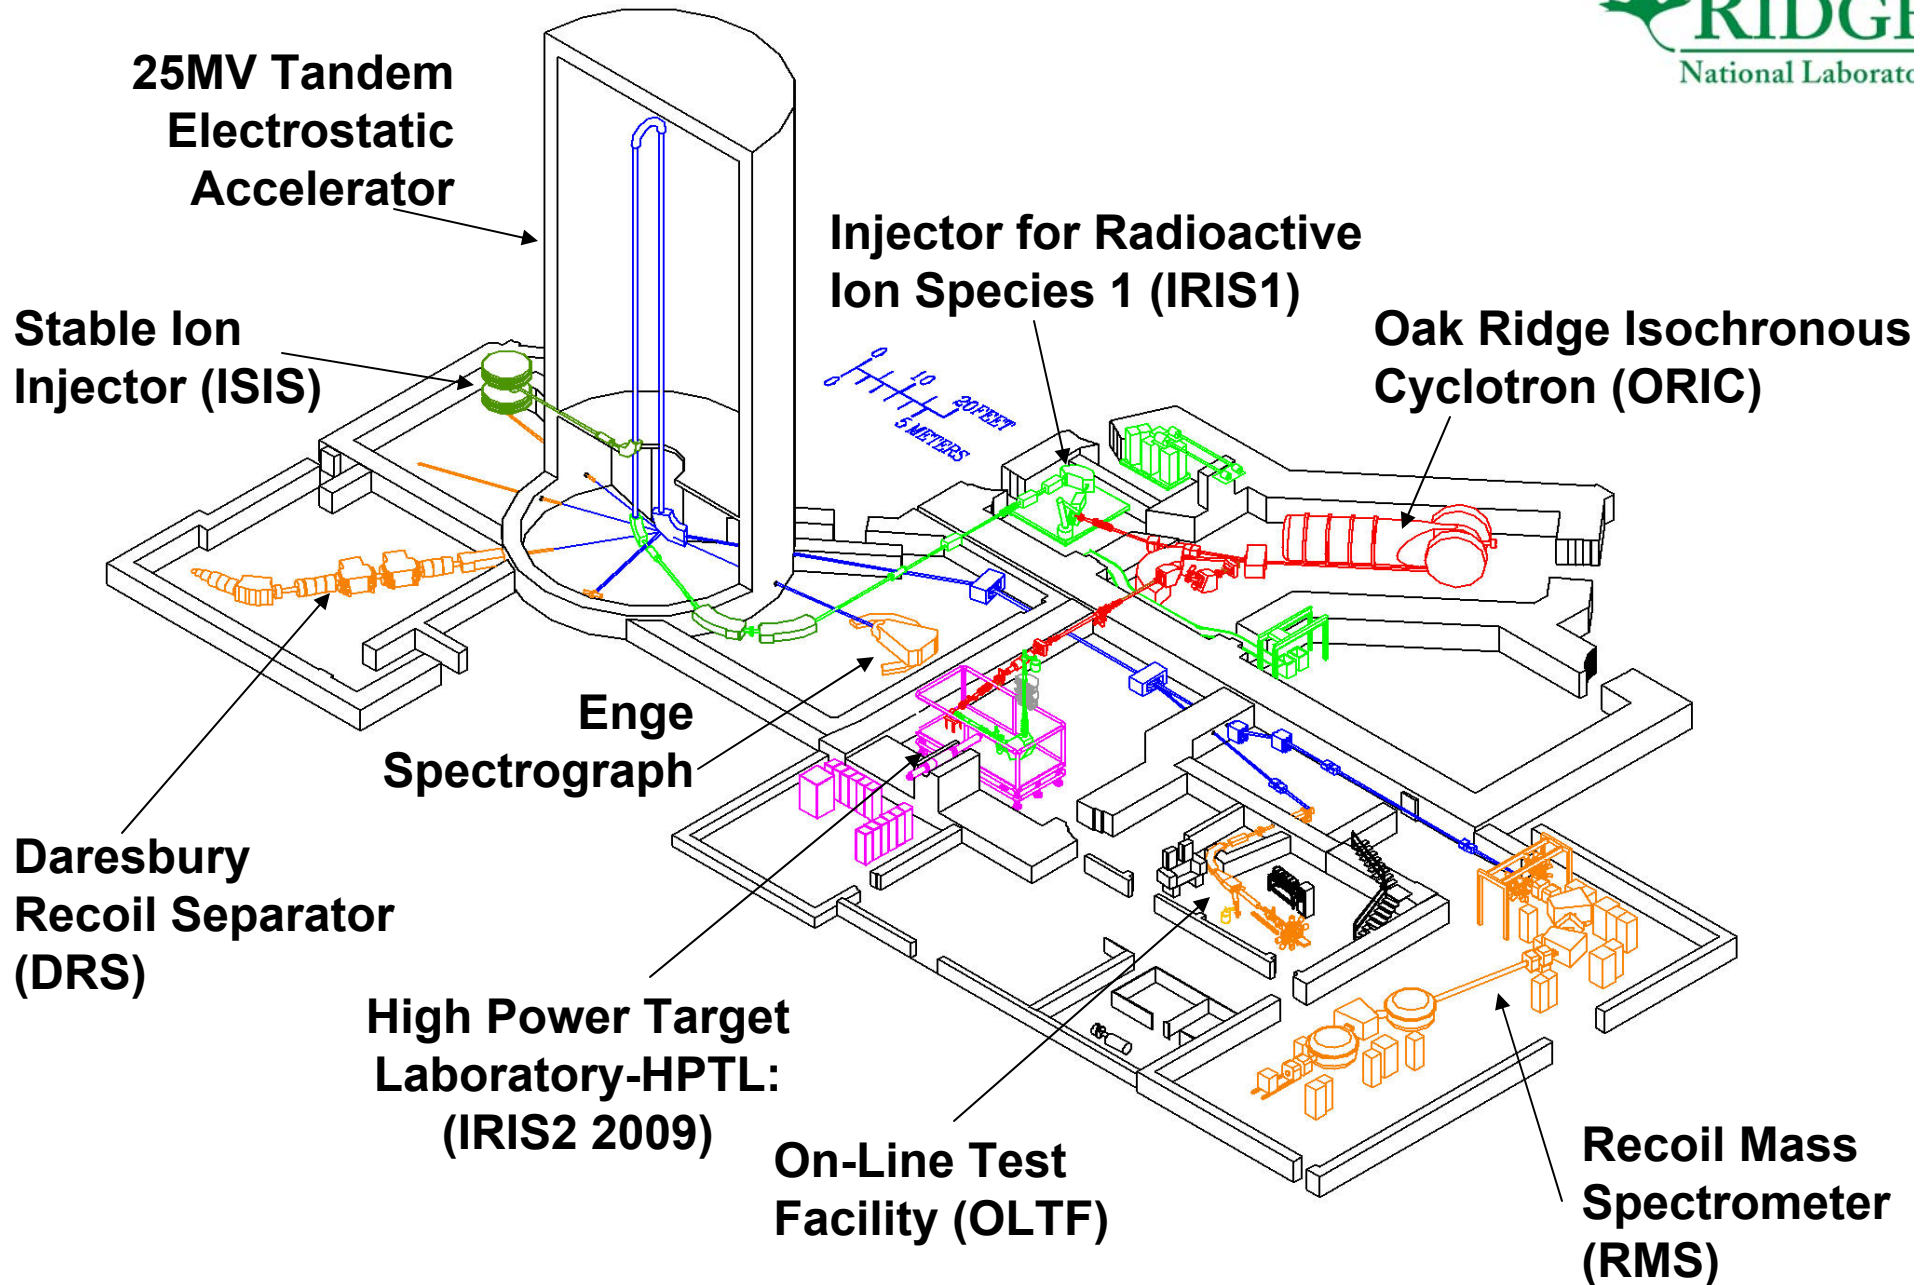 RIDGE
National Laborato
25MV Tandem
Electrostatic
Accelerator
Injector for Radioactive
Ion Species 1 (IRIS1)
Stable Ion
Injector (ISIS)
Oak Ridge Isochronous
Cyclotron (ORIC)
0 10 20 FEET
0 5 METERS
Enge
Spectrograph
Daresbury
Recoil Separator
(DRS)
High Power Target
Laboratory-HPTL:
(IRIS2 2009)
On-Line Test
Facility (OLTF)
Recoil Mass
Spectrometer
(RMS)